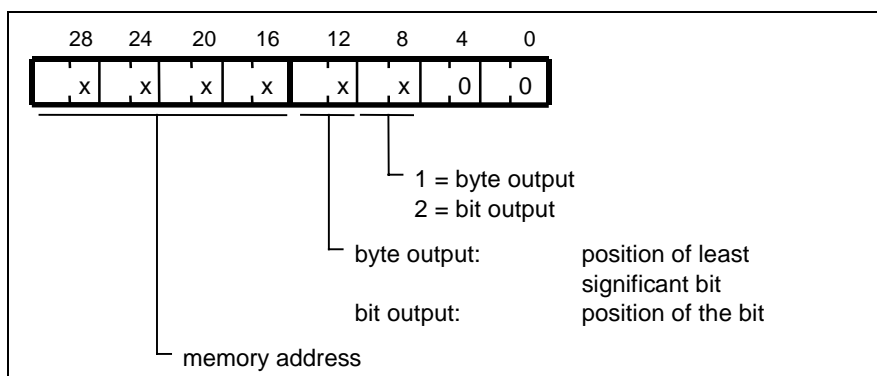 28 24 20 16 12 8 4 0
x x x x x x 0 0
1 = byte output
2 = bit output
byte output: position of least
significant bit
bit output: position of the bit
memory address